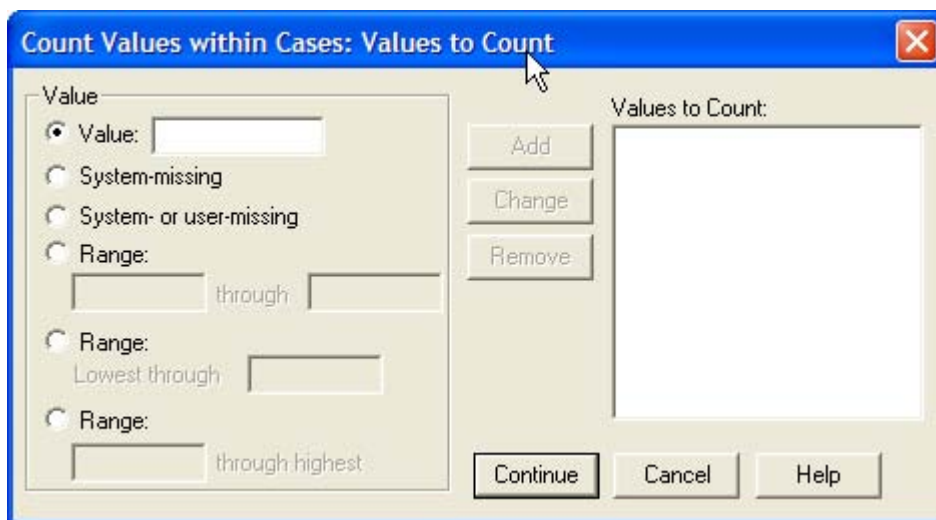 Count Values within Cases: Values to Count
Value
Value:
System-missing
System- or user-missing
Range:
through
Range:
Lowest through
Range:
through highest
Add
Change
Remove
Values to Count:
Continue
Cancel
Help